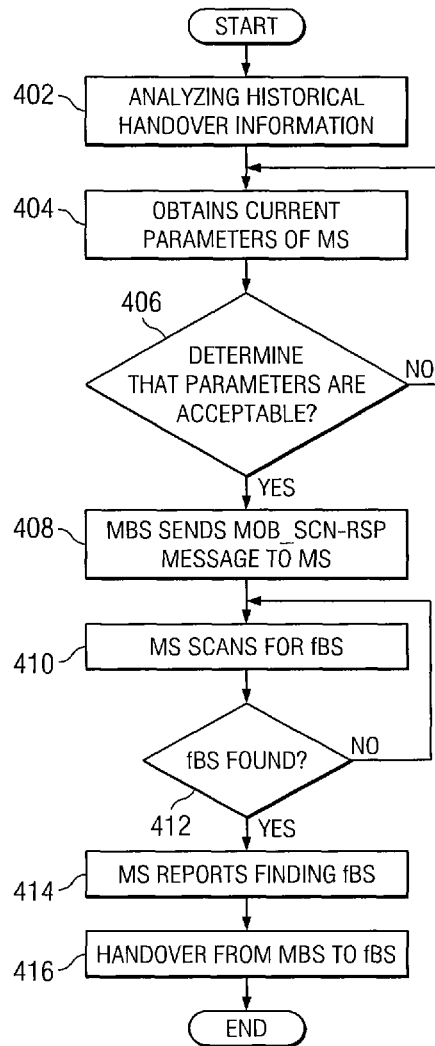 START
402
ANALYZING HISTORICAL
HANDOVER INFORMATION
404
OBTAINS CURRENT
PARAMETERS OF MS
406
DETERMINE
THAT PARAMETERS ARE
ACCEPTABLE?
NO
YES
408
MBS SENDS MOB_SCN-RSP
MESSAGE TO MS
410
MS SCANS FOR fBS
fBS FOUND?
NO
412
YES
414
MS REPORTS FINDING fBS
416
HANDOVER FROM MBS TO fBS
END